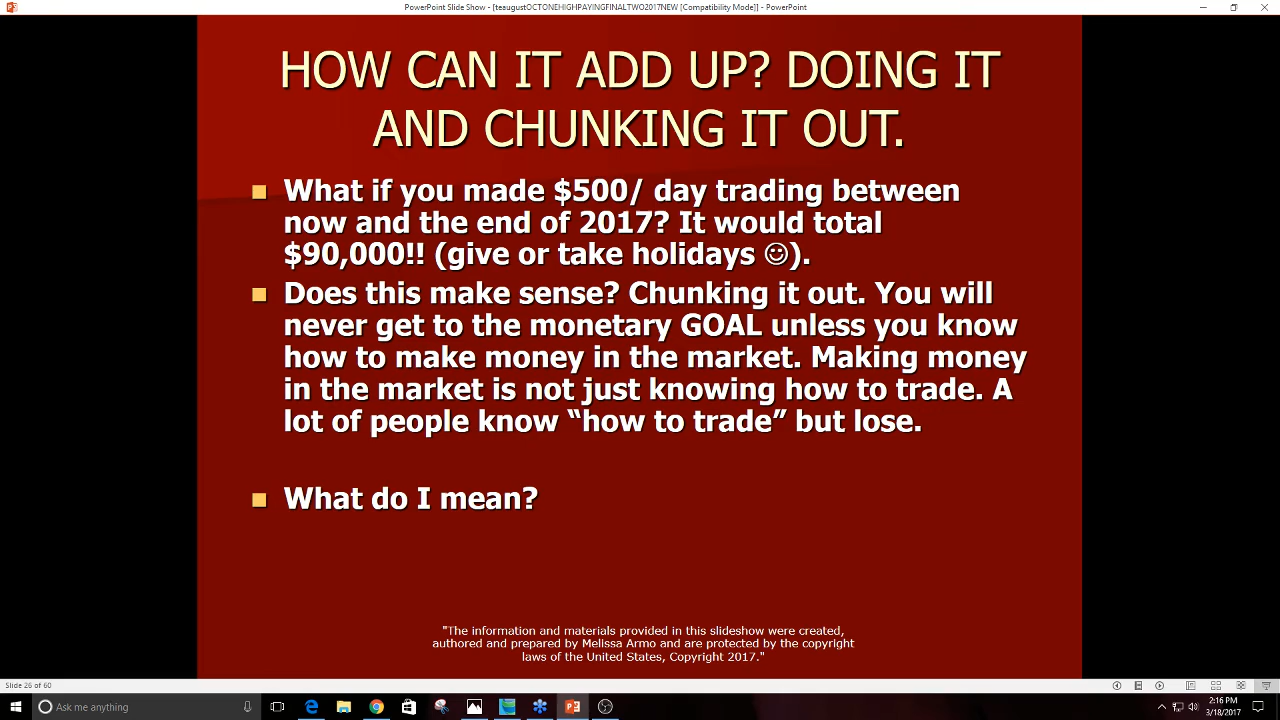 PowerPoint Slide Show - [teaugustOCTONEHIGHPAYINGFINALTWO2017NEW [Compatibility Mode]] - PowerPoint
HOW CAN IT ADD UP? DOING IT
AND CHUNKING IT OUT.
What if you made $500/ day trading between
now and the end of 2017? It would total
$90,000!! (give or take holidays ☺).
Does this make sense? Chunking it out. You will
never get to the monetary GOAL unless you know
how to make money in the market. Making money
in the market is not just knowing how to trade. A
lot of people know “how to trade” but lose.
What do I mean?
"The information and materials provided in this slideshow were created,
authored and prepared by Melissa Armo and are protected by the copyright
laws of the United States, Copyright 2017."
Slide 26 of 60
Ask me anything
2:16 PM
3/18/2017